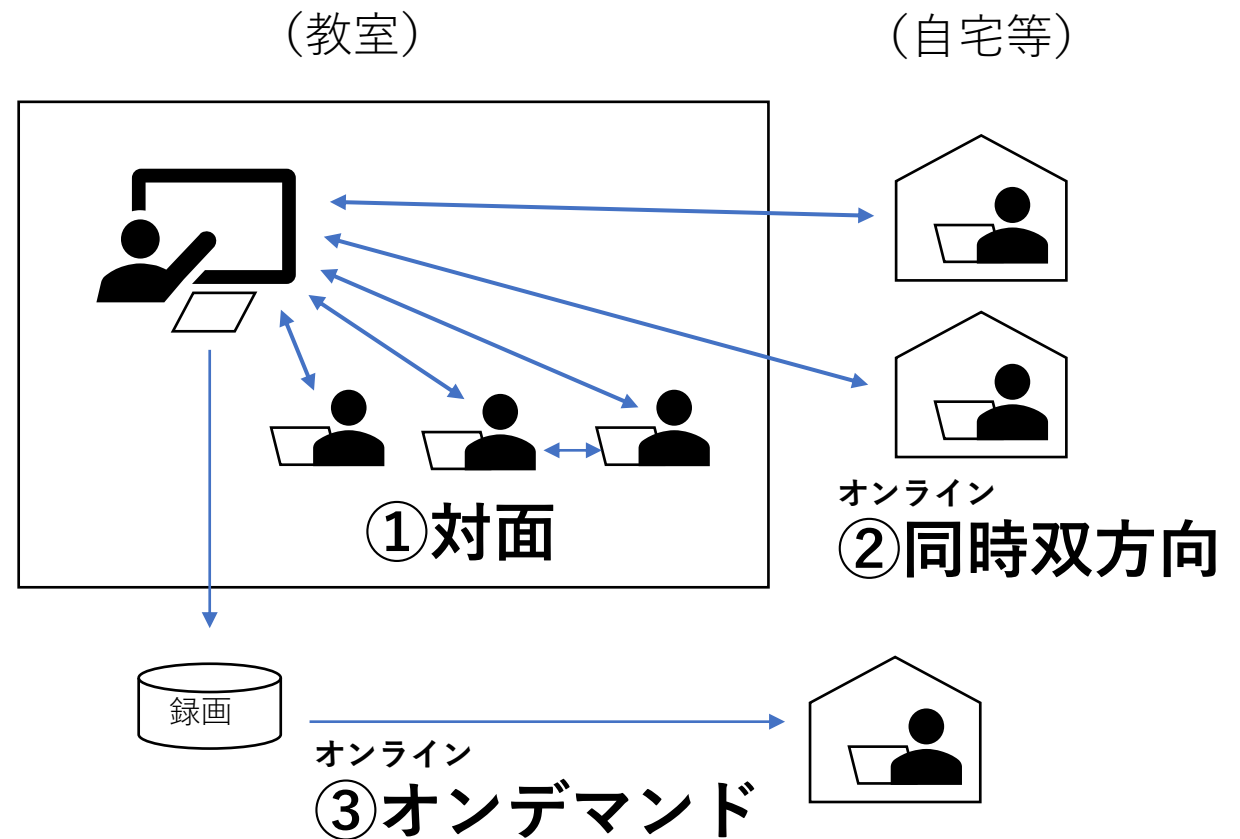 （教室）
（自宅等）
①対面
オンライン
②同時双方向
録画
オンライン
③オンデマンド